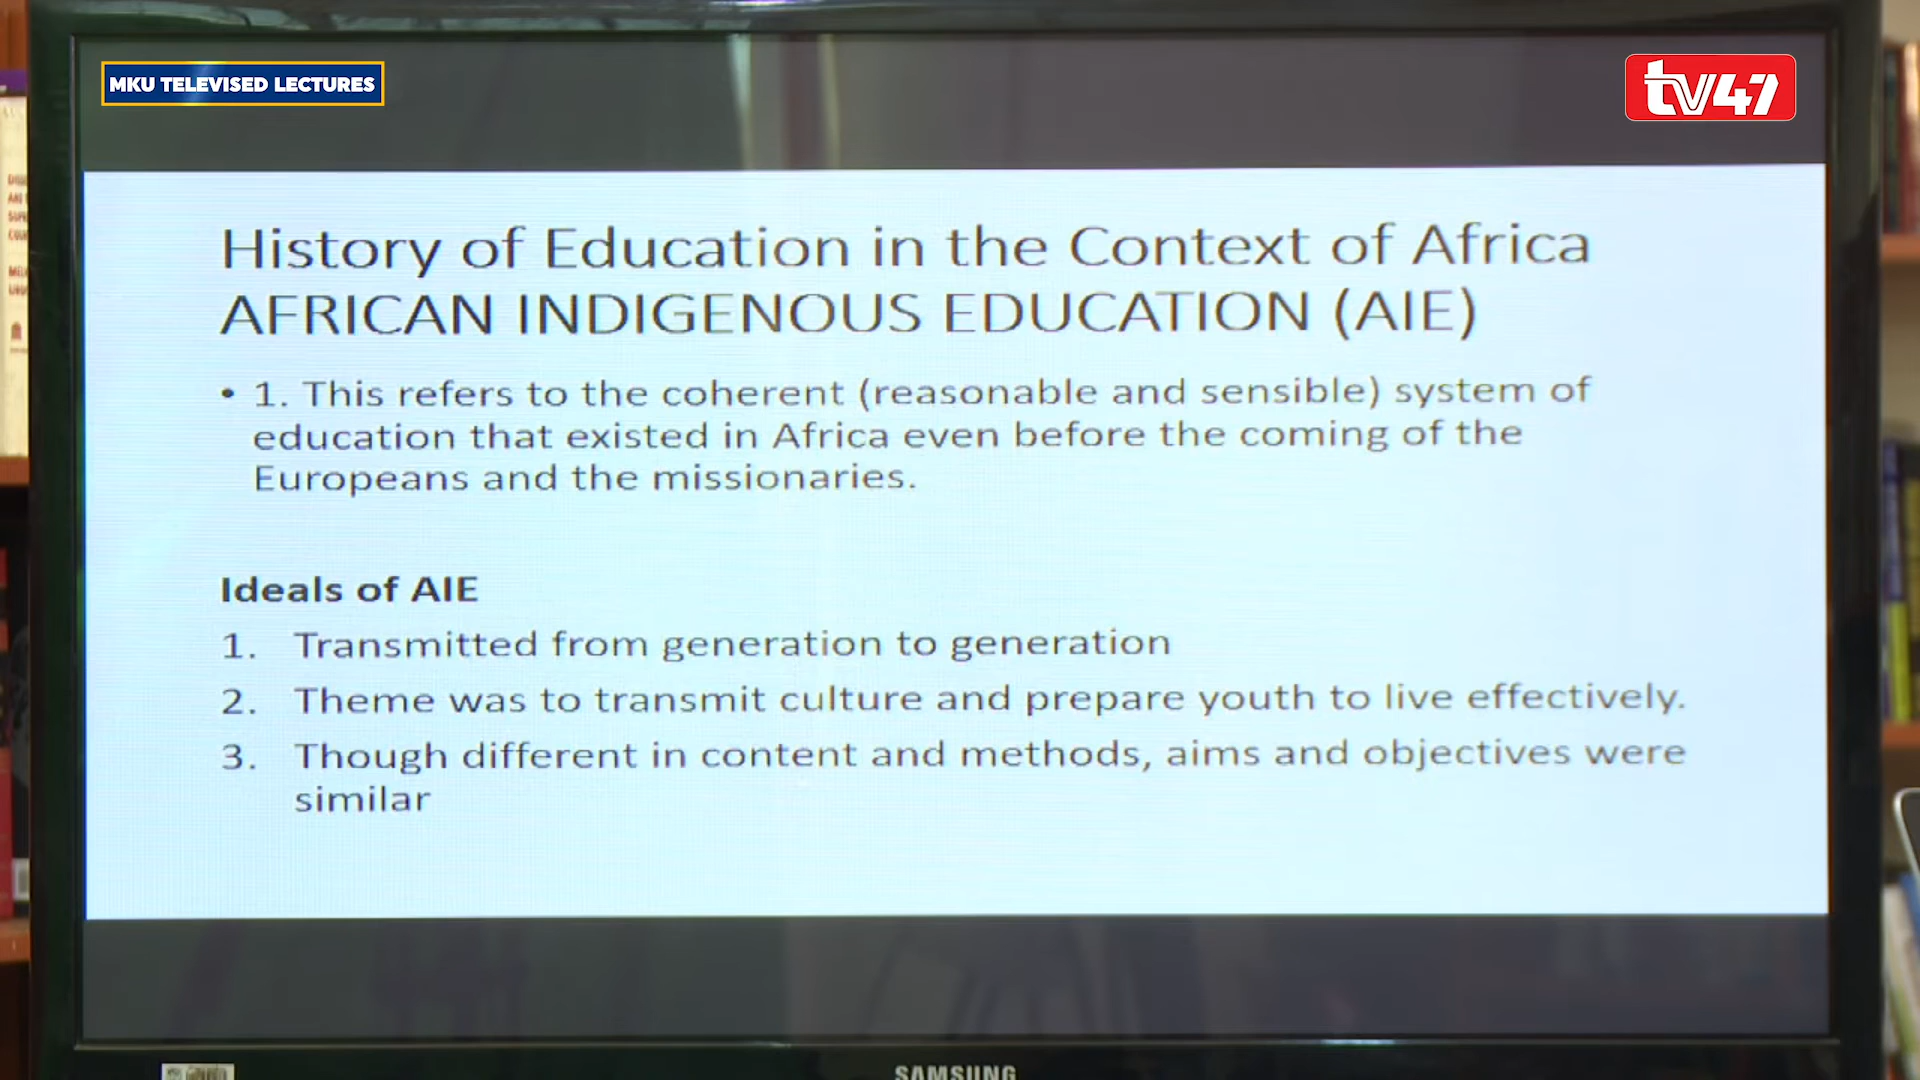 MKU TELEVISED LECTURES
tv47
History of Education in the Context of Africa
AFRICAN INDIGENOUS EDUCATION (AIE)
• 1. This refers to the coherent (reasonable and sensible) system of
education that existed in Africa even before the coming of the
Europeans and the missionaries.
Ideals of AIE
1. Transmitted from generation to generation
2. Theme was to transmit culture and prepare youth to live effectively.
3. Though different in content and methods, aims and objectives were
similar
SAMSUNG